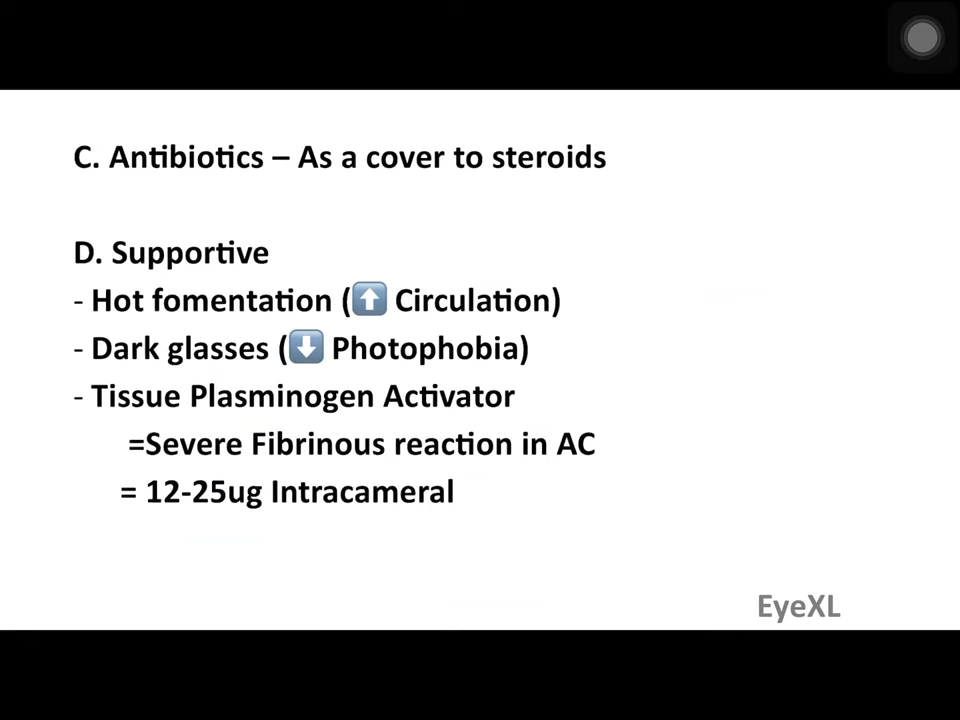 C. Antibiotics – As a cover to steroids
D. Supportive
- Hot fomentation (⬆️ Circulation)
- Dark glasses (⬇️ Photophobia)
- Tissue Plasminogen Activator
=Severe Fibrinous reaction in AC
= 12-25ug Intracameral
EyeXL